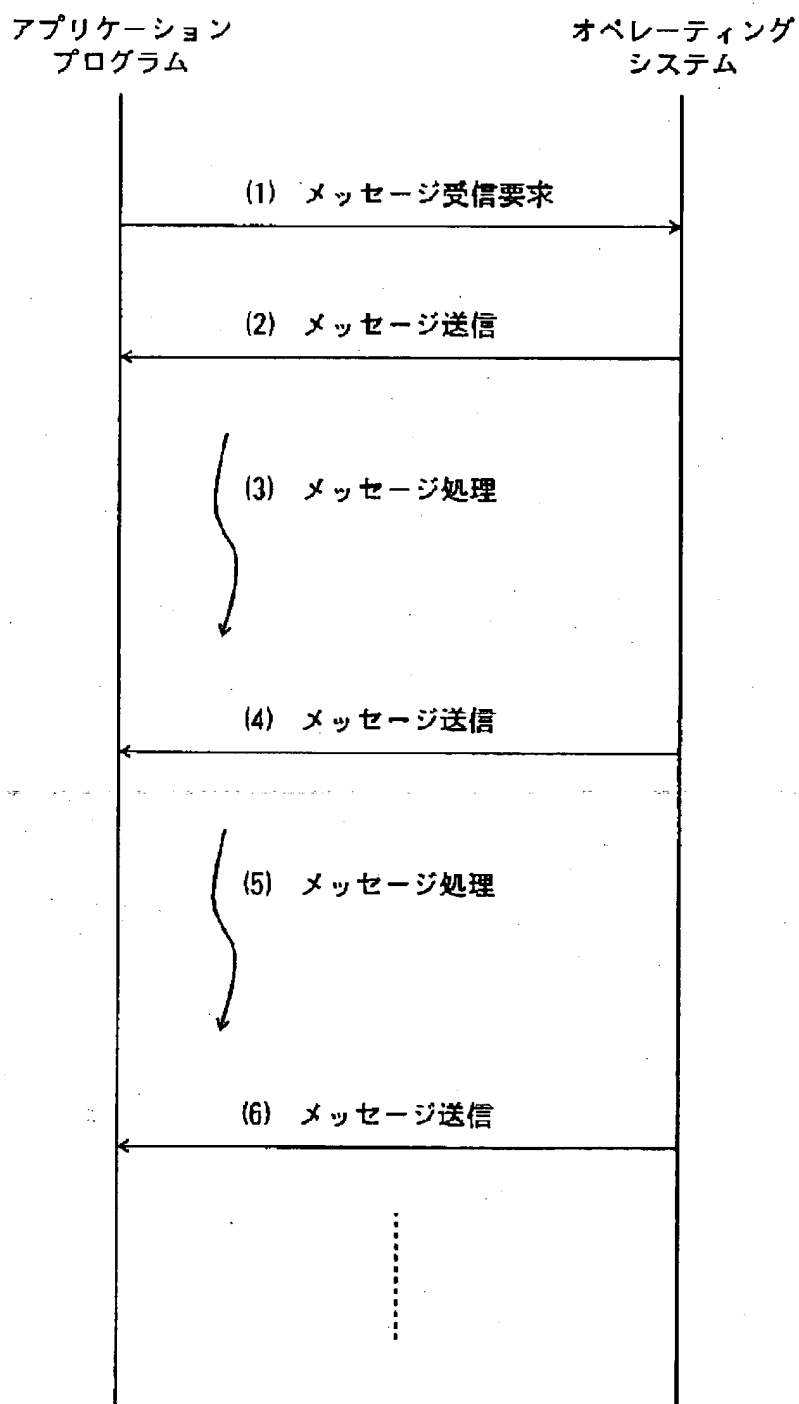 アプリケーション
プログラム
オペレーティング
システム
(1) メッセージ受信要求
(2) メッセージ送信
(3) メッセージ処理
(4) メッセージ送信
(5) メッセージ処理
(6) メッセージ送信